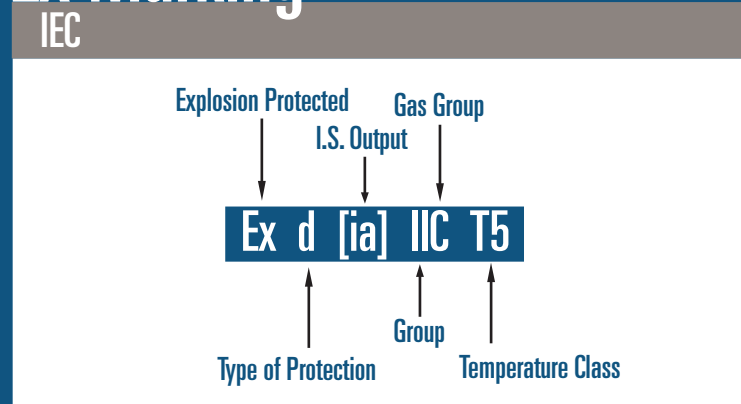 IEC
Explosion Protected
Gas Group
I.S. Output
Ex d [ia] IIC T5
Group
Type of Protection
Temperature Class